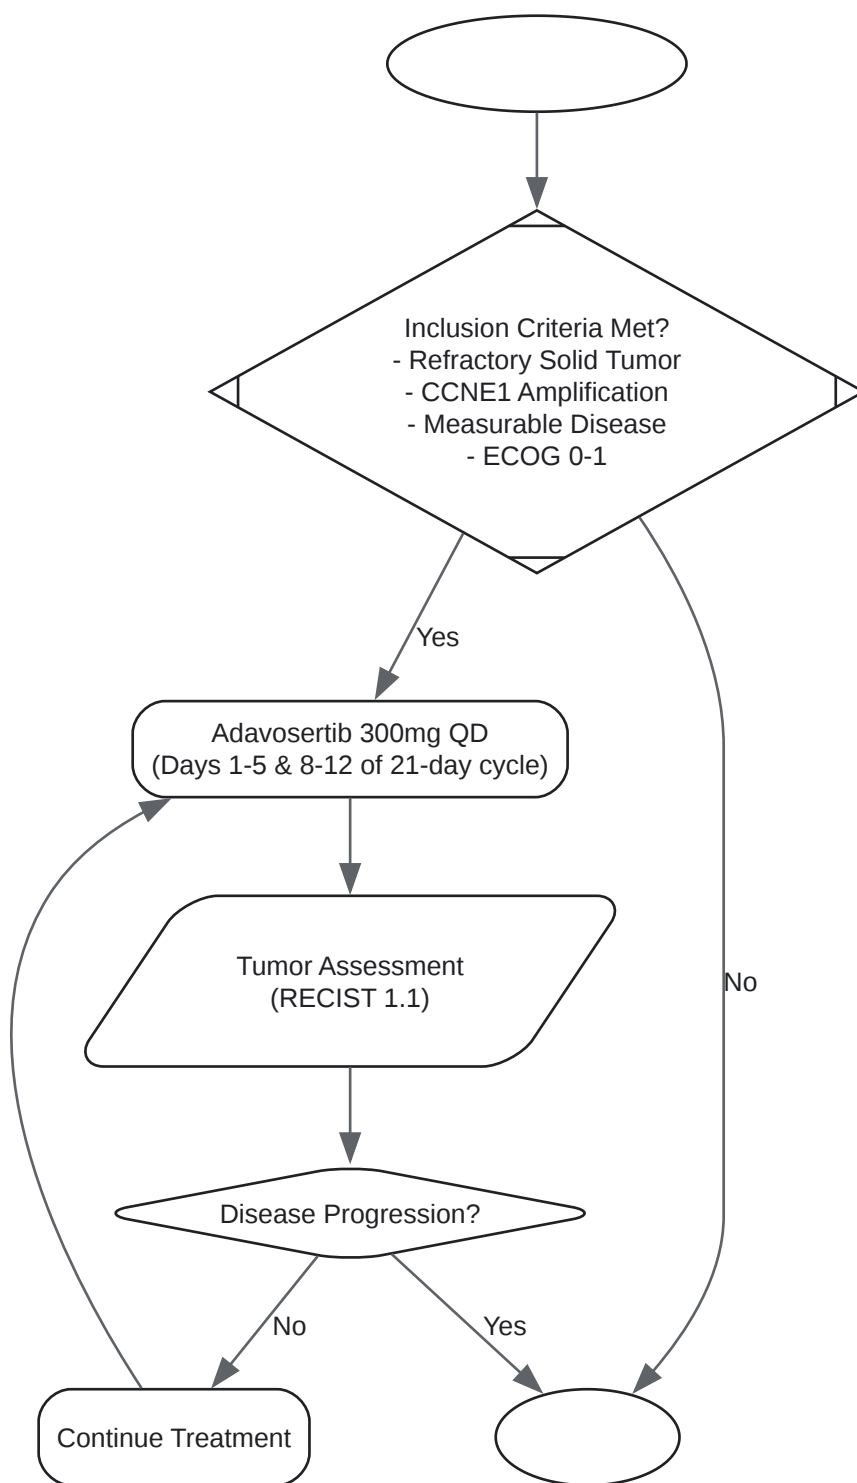 Inclusion Criteria Met?
- Refractory Solid Tumor
- CCNE1 Amplification
- Measurable Disease
- ECOG 0-1
Yes
Adavosertib 300mg QD
(Days 1-5 & 8-12 of 21-day cycle)
Tumor Assessment
(RECIST 1.1)
No
Disease Progression?
No
Yes
Continue Treatment